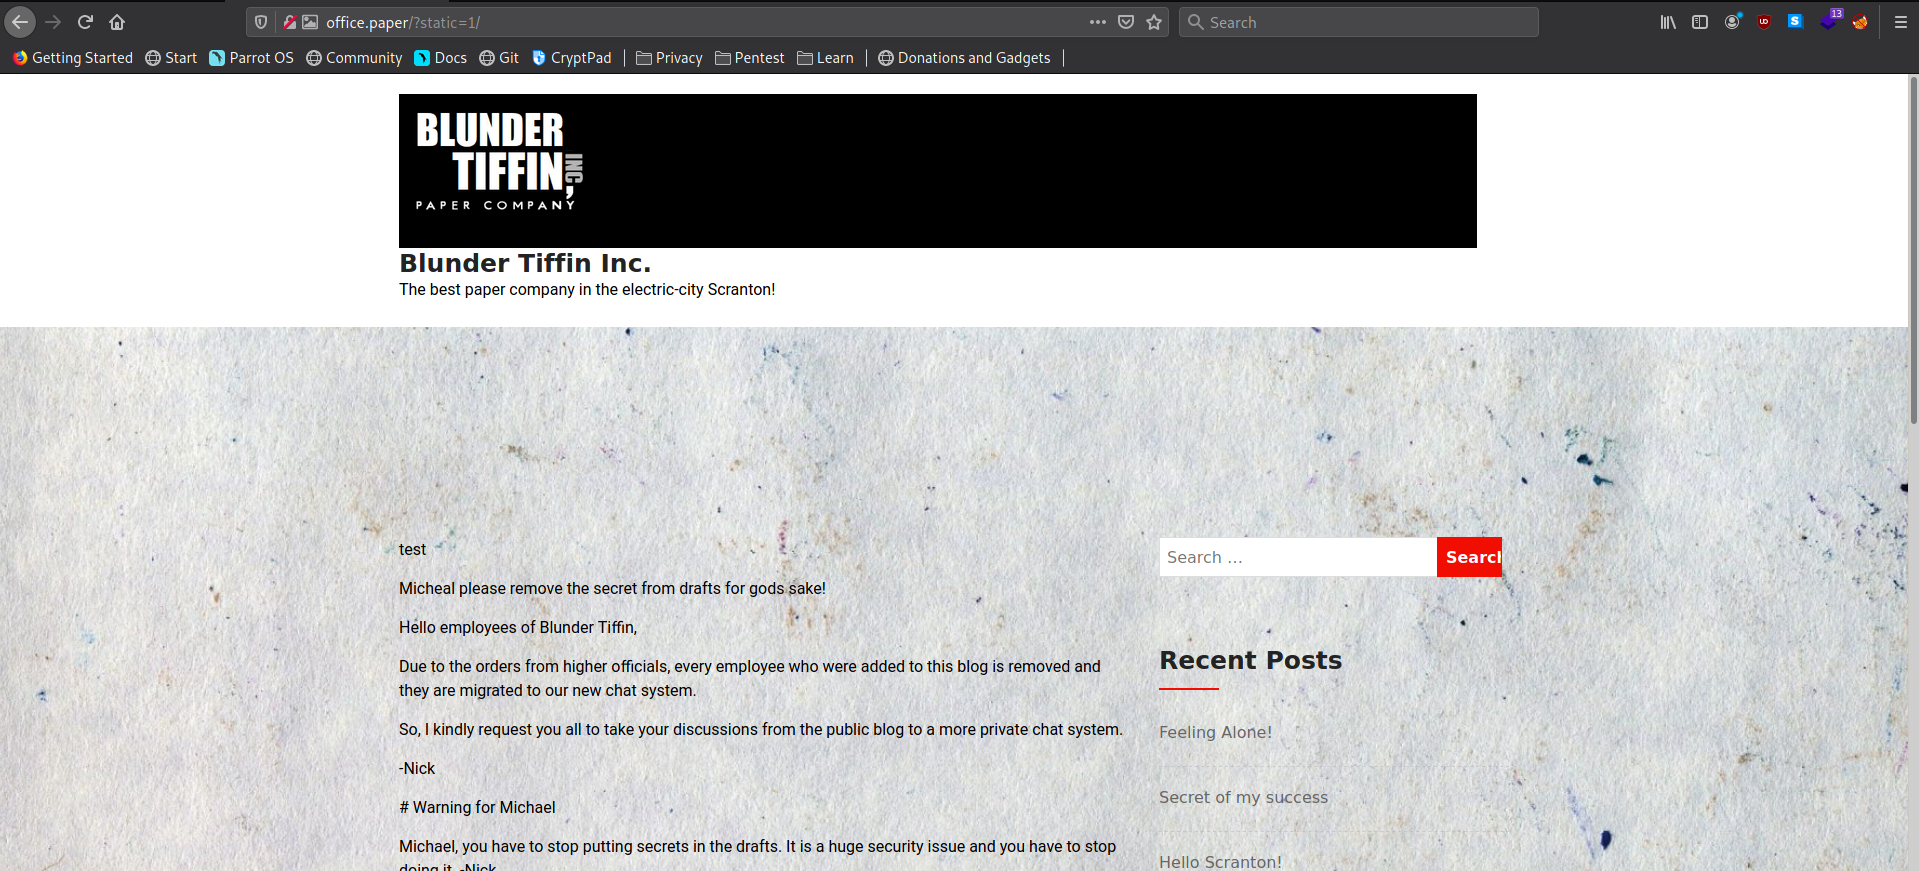 office.paper/?static=1/
Search
13
Getting Started Start Parrot OS Community Docs Git CryptPad Privacy Pentest Learn Donations and Gadgets
BLUNDER
TIFFIN, INC
PAPER COMPANY
Blunder Tiffin Inc.
The best paper company in the electric-city Scranton!
test
Micheal please remove the secret from drafts for gods sake!
Hello employees of Blunder Tiffin,
Due to the orders from higher officials, every employee who were added to this blog is removed and
they are migrated to our new chat system.
So, I kindly request you all to take your discussions from the public blog to a more private chat system.
-Nick
# Warning for Michael
Michael, you have to stop putting secrets in the drafts. It is a huge security issue and you have to stop
doing it. -Nick
Search …
Search
Recent Posts
Feeling Alone!
Secret of my success
Hello Scranton!